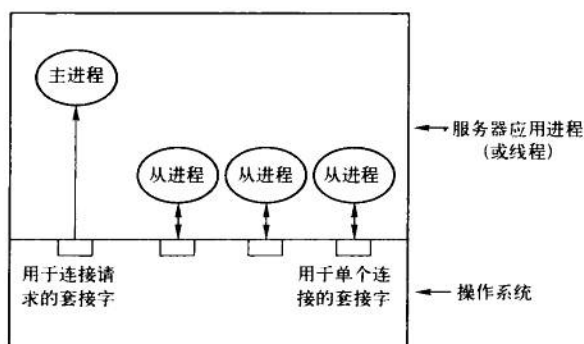 主进程
服务器应用进程
(或线程)
从进程 从进程 从进程
用于连接请
求的套接字
用于单个连
接的套接字
操作系统